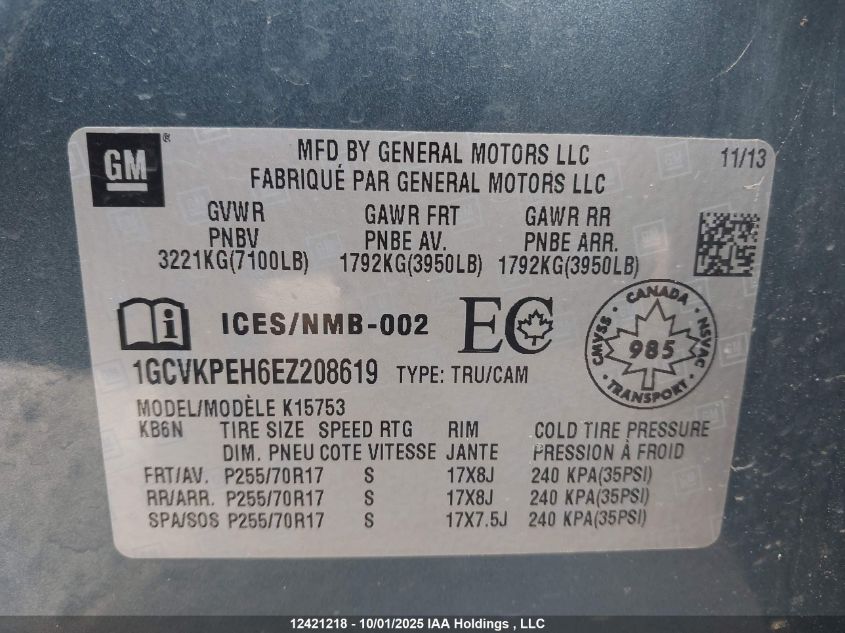 GM®
MFD BY GENERAL MOTORS LLC
11/13
FABRIQUÉ PAR GENERAL MOTORS LLC
GVWR GAWR FRT GAWR RR
PNBV PNBE AV. PNBE ARR.
3221KG(7100LB) 1792KG(3950LB) 1792KG(3950LB)
i ICES/NMB-002 EC
CANADA CMVSS NSVAC 985 TRANSPORT
1GCVKPEH6EZ208619 TYPE: TRU/CAM
MODEL/MODÈLE K15753
KB6N TIRE SIZE SPEED RTG RIM COLD TIRE PRESSURE
DIM. PNEU COTE VITESSE JANTE PRESSION À FROID
FRT/AV. P255/70R17 S 17X8J 240 KPA(35PSI)
RR/ARR. P255/70R17 S 17X8J 240 KPA(35PSI)
SPA/SOS P255/70R17 S 17X7.5J 240 KPA(35PSI)
12421218 - 10/01/2025 IAA Holdings , LLC